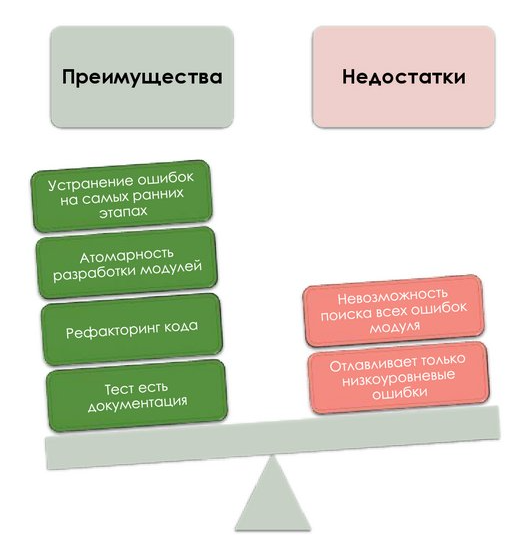 Преимущества
Недостатки
Устранение ошибок
на самых ранних
этапах
Атомарность
разработки модулей
Рефакторинг кода
Тест есть
документация
Невозможность
поиска всех ошибок
модуля
Отлавливает только
низкоуровневые
ошибки